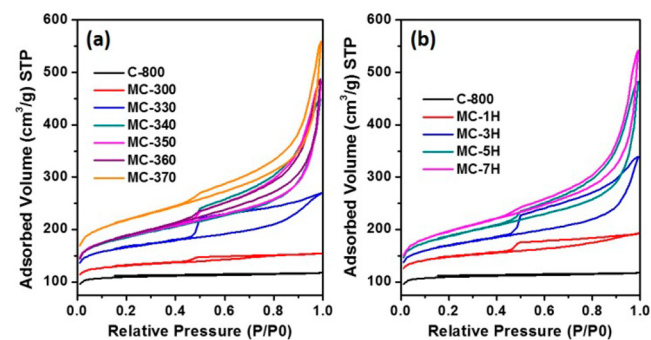 (a)
600
500
400
300
200
100
Adsorbed Volume (cm³/g) STP
C-800
MC-300
MC-330
MC-340
MC-350
MC-360
MC-370
0.0 0.2 0.4 0.6 0.8 1.0
Relative Pressure (P/P0)
(b)
600
500
400
300
200
100
Adsorbed Volume (cm³/g) STP
C-800
MC-1H
MC-3H
MC-5H
MC-7H
0.0 0.2 0.4 0.6 0.8 1.0
Relative Pressure (P/P0)